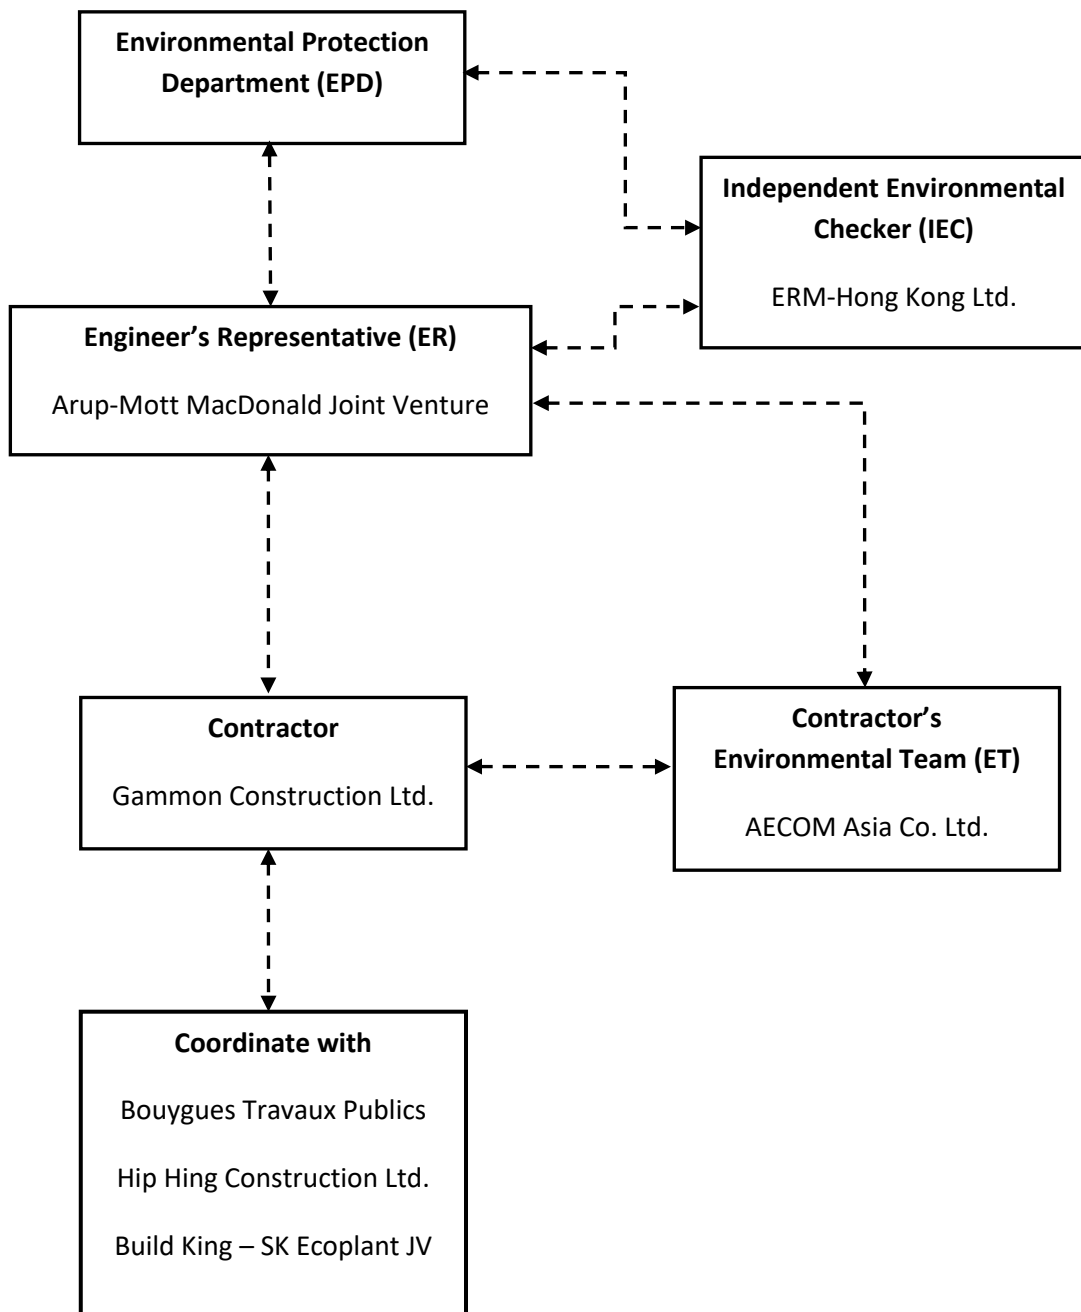 Environmental Protection
Department (EPD)
Independent Environmental
Checker (IEC)
ERM-Hong Kong Ltd.
Engineer’s Representative (ER)
Arup-Mott MacDonald Joint Venture
Contractor
Gammon Construction Ltd.
Contractor’s
Environmental Team (ET)
AECOM Asia Co. Ltd.
Coordinate with
Bouygues Travaux Publics
Hip Hing Construction Ltd.
Build King – SK Ecoplant JV